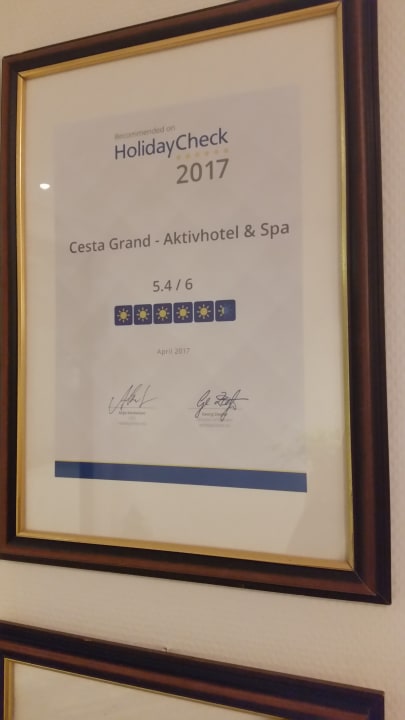 Recommended on
HolidayCheck
2017
Cesta Grand - Aktivhotel & Spa
5.4 / 6
April 2017